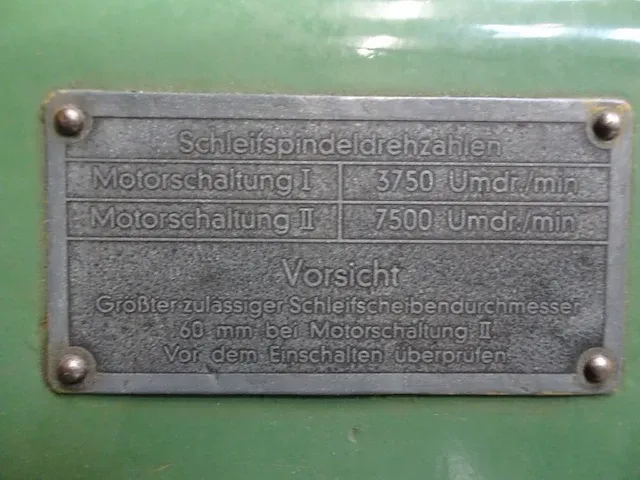 Schleifspindeldrehzahlen
Motorschaltung I 3750 Umdr./min
Motorschaltung II 7500 Umdr./min
Vorsicht
Größter zulässiger Schleifscheibendurchmesser
60 mm bei Motorschaltung II
Vor dem Einschalten überprüfen